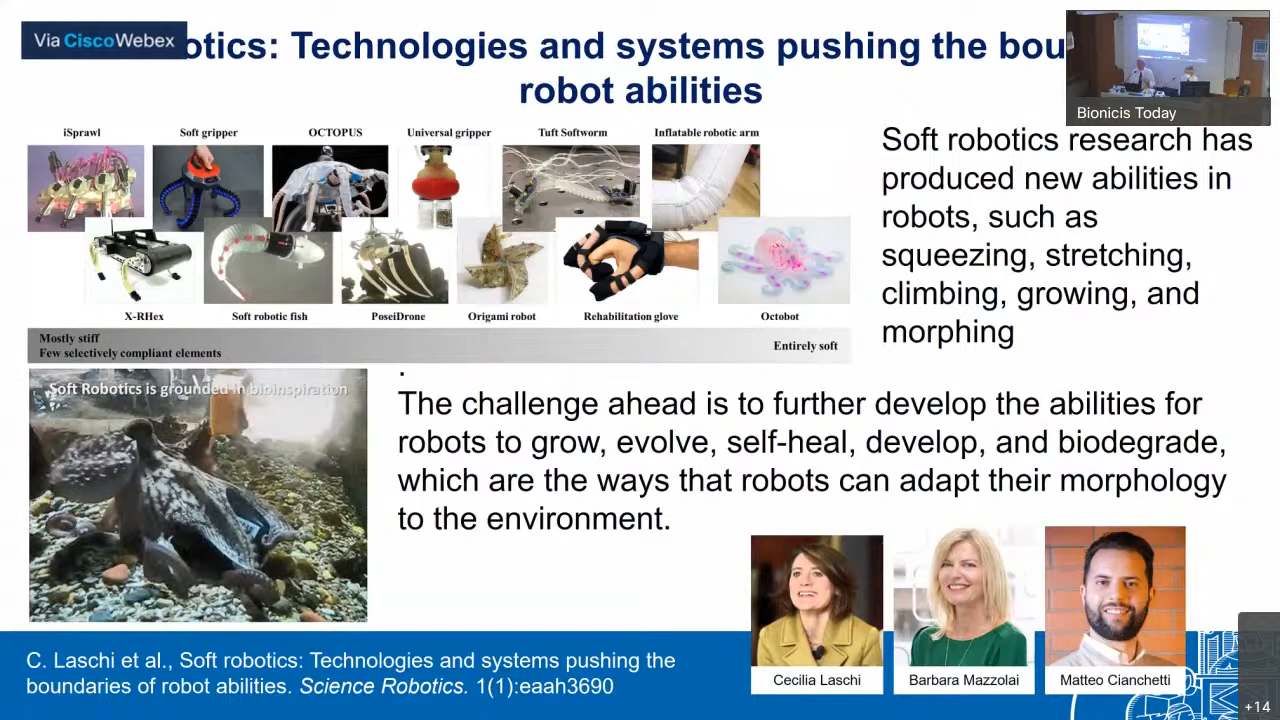 Via CiscoWebex
otics: Technologies and systems pushing the bou
robot abilities
Bionicis Today
iSprawl
Soft gripper
OCTOPUS
Universal gripper
Tuft Softworm
Inflatable robotic arm
X-RHex
Soft robotic fish
PoseiDrone
Origami robot
Rehabilitation glove
Octobot
Mostly stiff
Few selectively compliant elements
Entirely soft
Soft robotics research has
produced new abilities in
robots, such as
squeezing, stretching,
climbing, growing, and
morphing
.
Soft Robotics is grounded in bioinspiration
The challenge ahead is to further develop the abilities for
robots to grow, evolve, self-heal, develop, and biodegrade,
which are the ways that robots can adapt their morphology
to the environment.
Cecilia Laschi
Barbara Mazzolai
Matteo Cianchetti
C. Laschi et al., Soft robotics: Technologies and systems pushing the
boundaries of robot abilities. Science Robotics. 1(1):eaah3690
+14